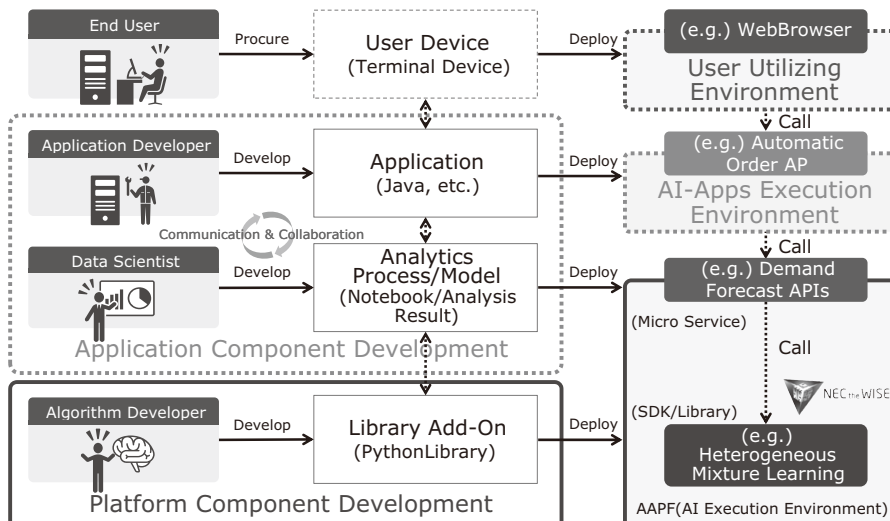 End User
Procure
User Device
(Terminal Device)
Deploy
(e.g.) WebBrowser
User Utilizing
Environment
Call
Application Developer
Develop
Application
(Java, etc.)
Deploy
(e.g.) Automatic
Order AP
AI-Apps Execution
Environment
Call
Communication & Collaboration
Data Scientist
Develop
Analytics
Process/Model
(Notebook/Analysis
Result)
Deploy
(e.g.) Demand
Forecast APIs
(Micro Service)
Application Component Development
Call
NEC the WISE
Algorithm Developer
Develop
Library Add-On
(PythonLibrary)
Deploy
(SDK/Library)
(e.g.)
Heterogeneous
Mixture Learning
Platform Component Development
AAPF(AI Execution Environment)